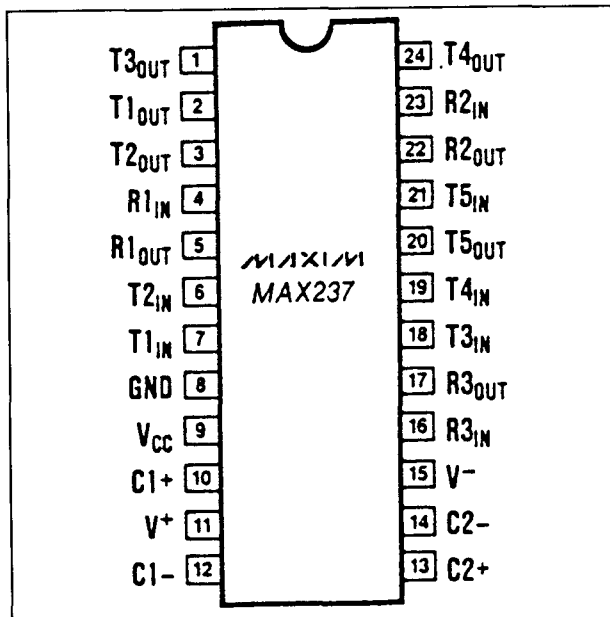 T3OUT 1
T1OUT 2
T2OUT 3
R1IN 4
R1OUT 5
T2IN 6
T1IN 7
GND 8
VCC 9
C1+ 10
V+ 11
C1- 12
MAXIM
MAX237
24 T4OUT
23 R2IN
22 R2OUT
21 T5IN
20 T5OUT
19 T4IN
18 T3IN
17 R3OUT
16 R3IN
15 V-
14 C2-
13 C2+